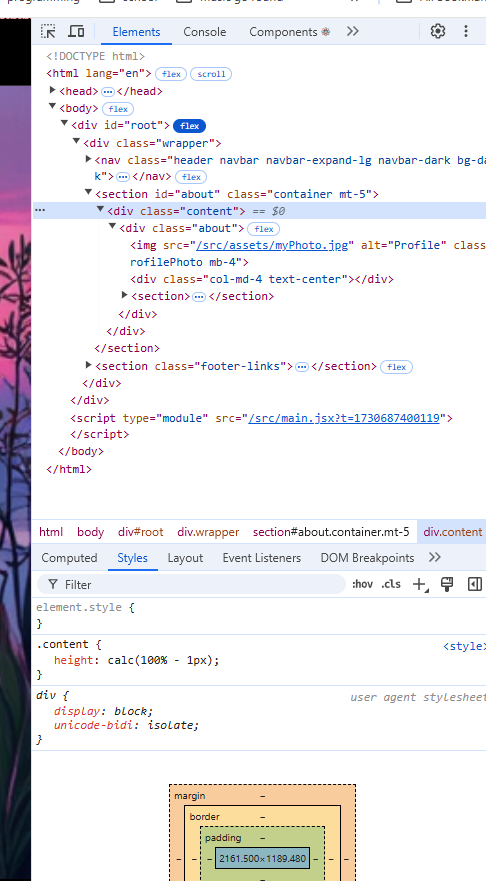 Elements Console Components
<!DOCTYPE html>
<html lang="en"> flex scroll
<head> ··· </head>
<body> flex
<div id="root"> flex
<div class="wrapper">
<nav class="header navbar navbar-expand-lg navbar-dark bg-da
k"> ··· </nav> flex
<section id="about" class="container mt-5">
··· <div class="content"> == $0
<div class="about"> flex
<img src="/src/assets/myPhoto.jpg" alt="Profile" clas
rofilePhoto mb-4">
<div class="col-md-4 text-center"></div>
<section> ··· </section>
</div>
</div>
</section>
<section class="footer-links"> ··· </section> flex
</div>
</div>
<script type="module" src="/src/main.jsx?t=1730687400119">
</script>
</body>
</html>
html body div#root div.wrapper section#about.container.mt-5 div.content
Computed Styles Layout Event Listeners DOM Breakpoints
Filter :hov .cls
element.style {
}
.content { <style>
height: calc(100% - 1px);
}
div { user agent stylesheet
display: block;
unicode-bidi: isolate;
}
margin –
border –
padding –
– – – 2161.500×1189.480 – – –
–